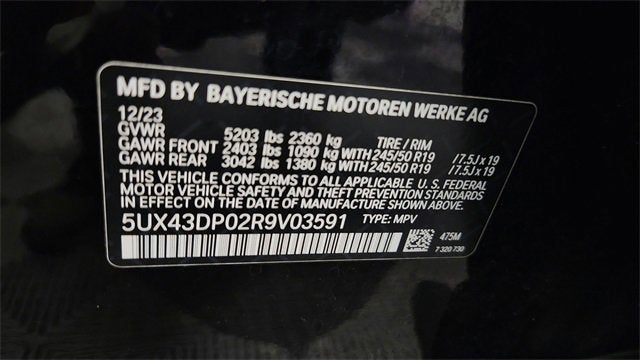 MFD BY BAYERISCHE MOTOREN WERKE AG
12/23
GVWR 5203 lbs 2360 kg TIRE / RIM
GAWR FRONT 2403 lbs 1090 kg WITH 245/50 R19 /7.5J x 19
GAWR REAR 3042 lbs 1380 kg WITH 245/50 R19 /7.5J x 19
THIS VEHICLE CONFORMS TO ALL APPLICABLE U. S. FEDERAL
MOTOR VEHICLE SAFETY AND THEFT PREVENTION STANDARDS
IN EFFECT ON THE DATE OF MANUFACTURE SHOWN ABOVE.
5UX43DP02R9V03591 TYPE: MPV
475M
7 320 730